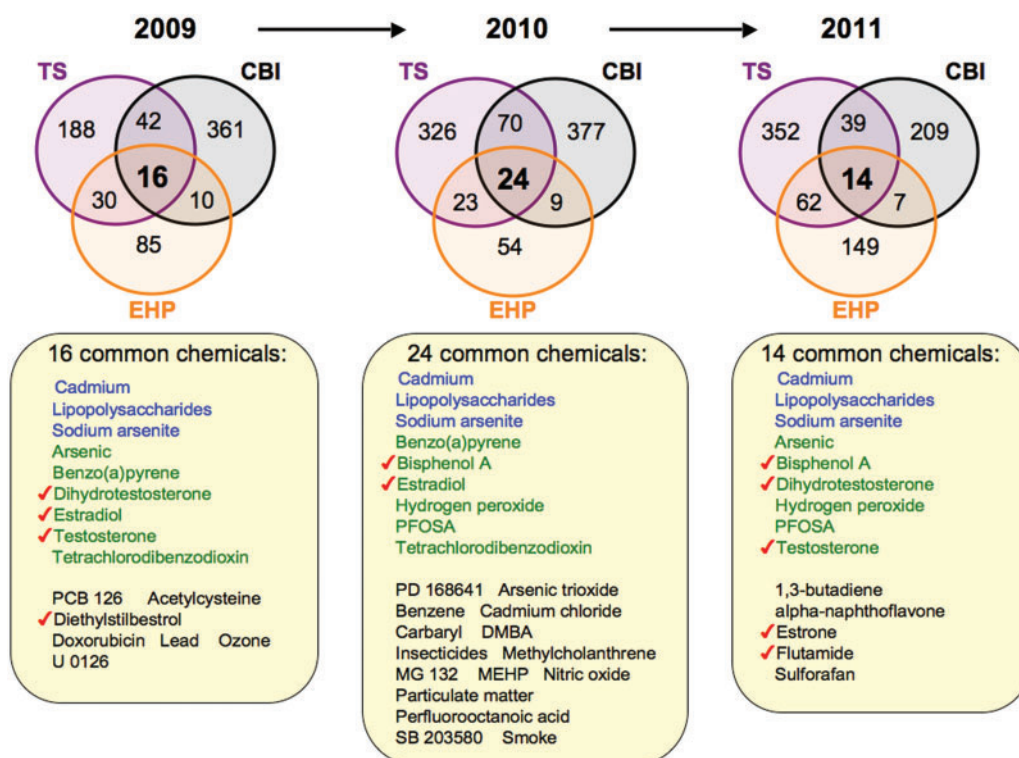 2009 2010 2011
TS CBI
188 42 361
16
30 10
85
EHP
TS CBI
326 70 377
24
23 9
54
EHP
TS CBI
352 39 209
14
62 7
149
EHP
16 common chemicals:
Cadmium
Lipopolysaccharides
Sodium arsenite
Arsenic
Benzo(a)pyrene
✓Dihydrotestosterone
✓Estradiol
✓Testosterone
Tetrachlorodibenzodioxin
PCB 126 Acetylcysteine
✓Diethylstilbestrol
Doxorubicin Lead Ozone
U 0126
24 common chemicals:
Cadmium
Lipopolysaccharides
Sodium arsenite
Benzo(a)pyrene
✓Bisphenol A
✓Estradiol
Hydrogen peroxide
PFOSA
Tetrachlorodibenzodioxin
PD 168641 Arsenic trioxide
Benzene Cadmium chloride
Carbaryl DMBA
Insecticides Methylcholanthrene
MG 132 MEHP Nitric oxide
Particulate matter
Perfluorooctanoic acid
SB 203580 Smoke
14 common chemicals:
Cadmium
Lipopolysaccharides
Sodium arsenite
Arsenic
✓Bisphenol A
✓Dihydrotestosterone
Hydrogen peroxide
PFOSA
✓Testosterone
1,3-butadiene
alpha-naphthoflavone
✓Estrone
✓Flutamide
Sulforafan